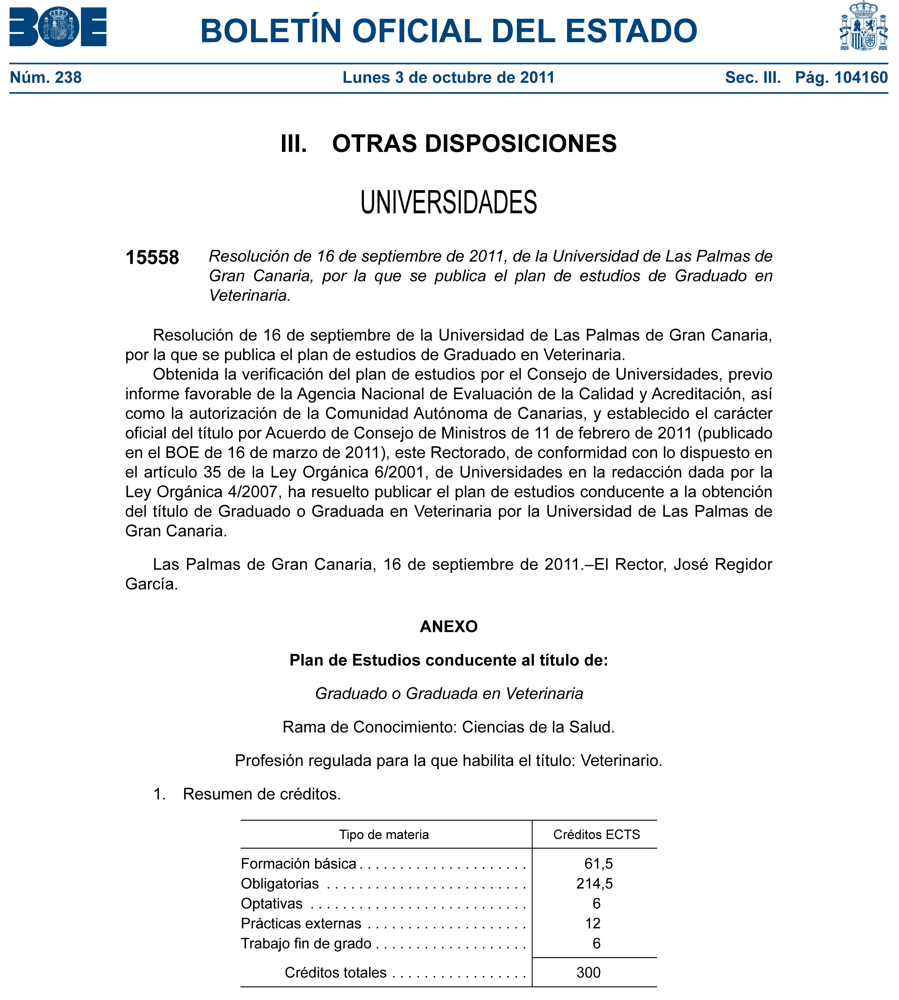 BOE
BOLETÍN OFICIAL DEL ESTADO
Núm. 238 Lunes 3 de octubre de 2011 Sec. III. Pág. 104160
III. OTRAS DISPOSICIONES
UNIVERSIDADES
15558 Resolución de 16 de septiembre de 2011, de la Universidad de Las Palmas de
Gran Canaria, por la que se publica el plan de estudios de Graduado en
Veterinaria.
Resolución de 16 de septiembre de la Universidad de Las Palmas de Gran Canaria,
por la que se publica el plan de estudios de Graduado en Veterinaria.
Obtenida la verificación del plan de estudios por el Consejo de Universidades, previo
informe favorable de la Agencia Nacional de Evaluación de la Calidad y Acreditación, así
como la autorización de la Comunidad Autónoma de Canarias, y establecido el carácter
oficial del título por Acuerdo de Consejo de Ministros de 11 de febrero de 2011 (publicado
en el BOE de 16 de marzo de 2011), este Rectorado, de conformidad con lo dispuesto en
el artículo 35 de la Ley Orgánica 6/2001, de Universidades en la redacción dada por la
Ley Orgánica 4/2007, ha resuelto publicar el plan de estudios conducente a la obtención
del título de Graduado o Graduada en Veterinaria por la Universidad de Las Palmas de
Gran Canaria.
Las Palmas de Gran Canaria, 16 de septiembre de 2011.–El Rector, José Regidor
García.
ANEXO
Plan de Estudios conducente al título de:
Graduado o Graduada en Veterinaria
Rama de Conocimiento: Ciencias de la Salud.
Profesión regulada para la que habilita el título: Veterinario.
1. Resumen de créditos.
Tipo de materia Créditos ECTS
Formación básica . . . . . . . . . . . . . . . . . . . . . 61,5
Obligatorias . . . . . . . . . . . . . . . . . . . . . . . . . 214,5
Optativas . . . . . . . . . . . . . . . . . . . . . . . . . . . 6
Prácticas externas . . . . . . . . . . . . . . . . . . . . 12
Trabajo fin de grado . . . . . . . . . . . . . . . . . . . 6
Créditos totales . . . . . . . . . . . . . . . . . 300